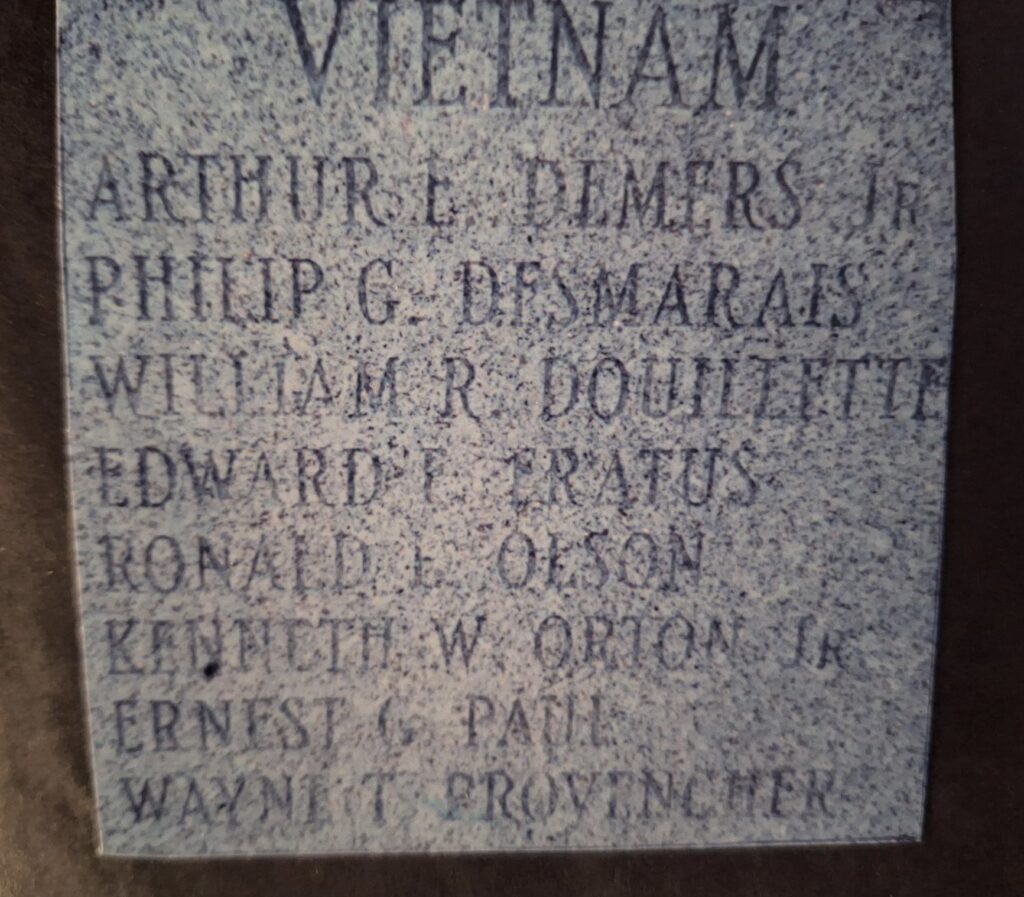 VIETNAM
ARTHUR E. DEMERS JR
PHILIP G. DESMARAIS
WILLIAM R. DOUILLETTE
EDWARD F. ERATUS
RONALD OLSON
KENNETH W. ORTON JR
ERNEST G. PAUL
WAYNE T. PROVENCHER